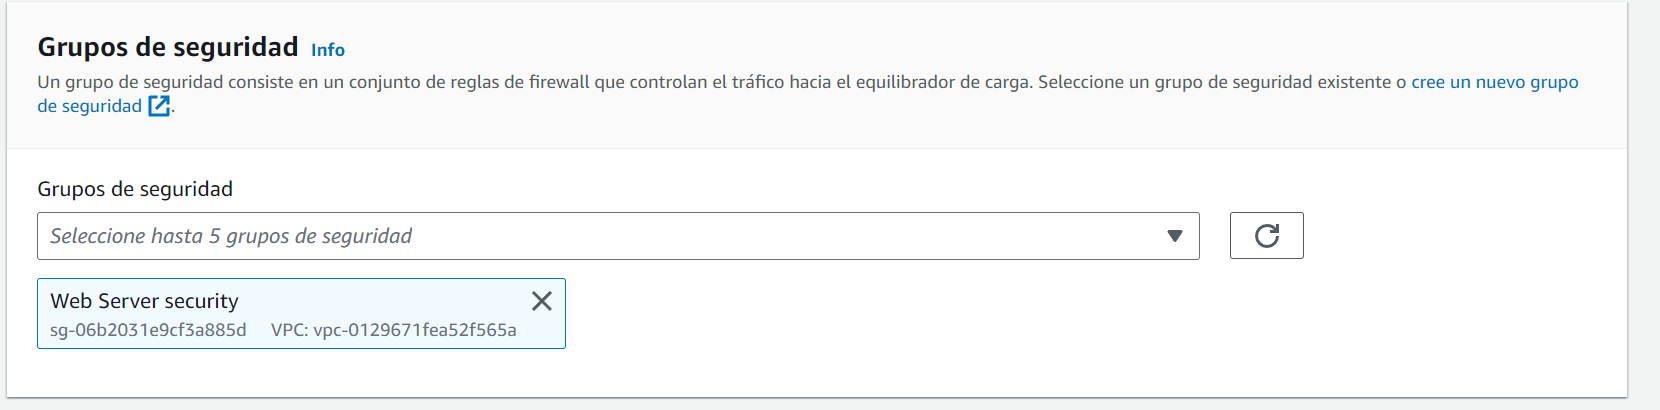 Grupos de seguridad Info
Un grupo de seguridad consiste en un conjunto de reglas de firewall que controlan el tráfico hacia el equilibrador de carga. Seleccione un grupo de seguridad existente o cree un nuevo grupo
de seguridad .
Grupos de seguridad
Seleccione hasta 5 grupos de seguridad
Web Server security
sg-06b2031e9cf3a885d VPC: vpc-0129671fea52f565a